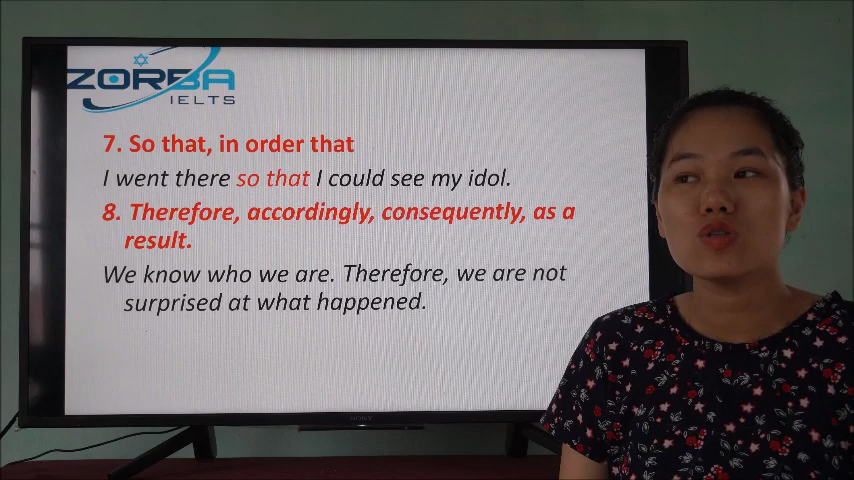 ZORBA
IELTS
7. So that, in order that
I went there so that I could see my idol.
8. Therefore, accordingly, consequently, as a
result.
We know who we are. Therefore, we are not
surprised at what happened.
SONY